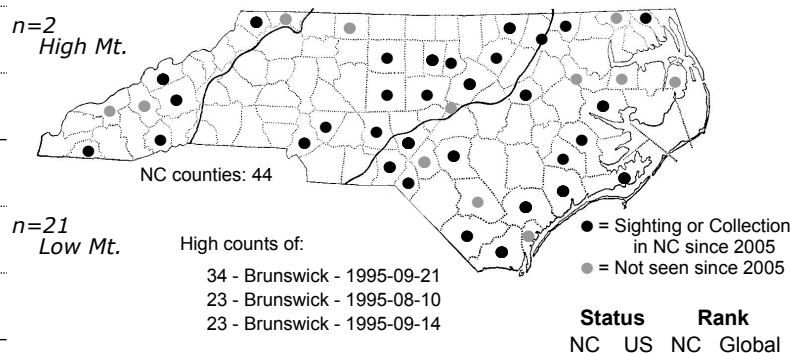 n=2
High Mt.
NC counties: 44
n=21
Low Mt.
High counts of:
34 - Brunswick - 1995-09-21
23 - Brunswick - 1995-08-10
23 - Brunswick - 1995-09-14
= Sighting or Collection
in NC since 2005
= Not seen since 2005
Status Rank
NC US NC Global